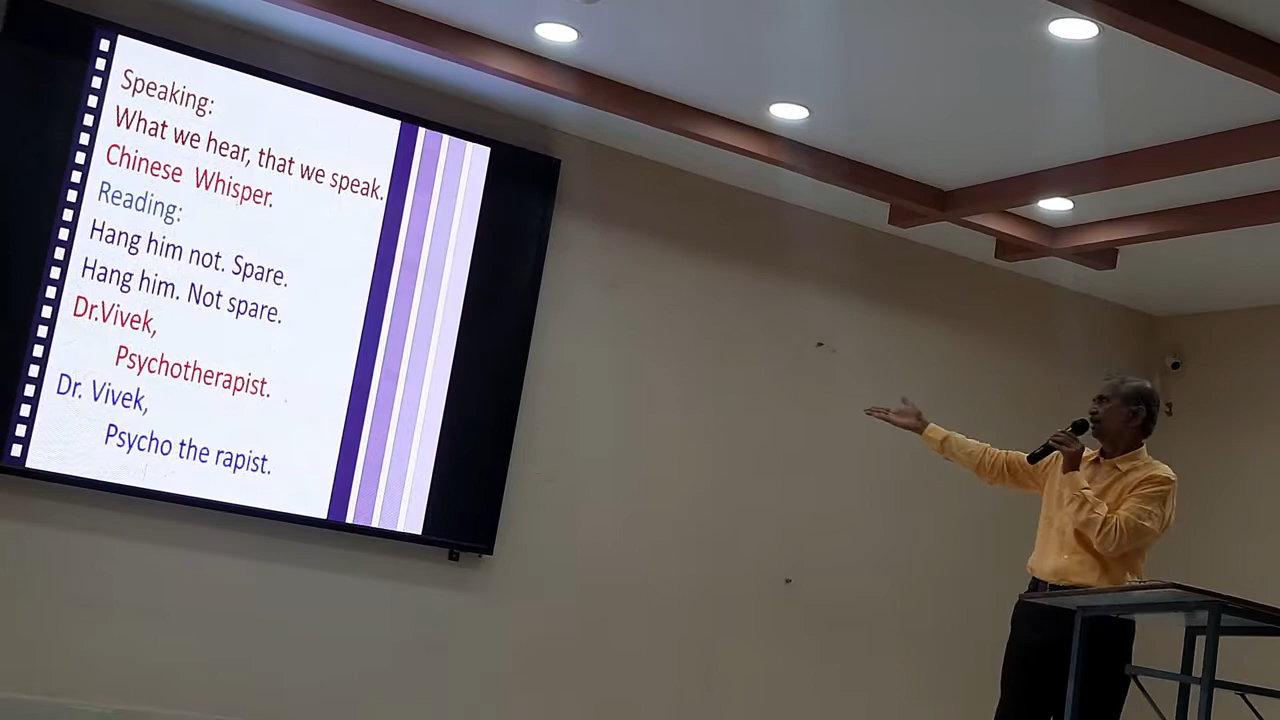 Speaking:
What we hear, that we speak.
Chinese Whisper.
Reading:
Hang him not. Spare.
Hang him. Not spare.
Dr.Vivek,
Psychotherapist.
Dr. Vivek,
Psycho the rapist.